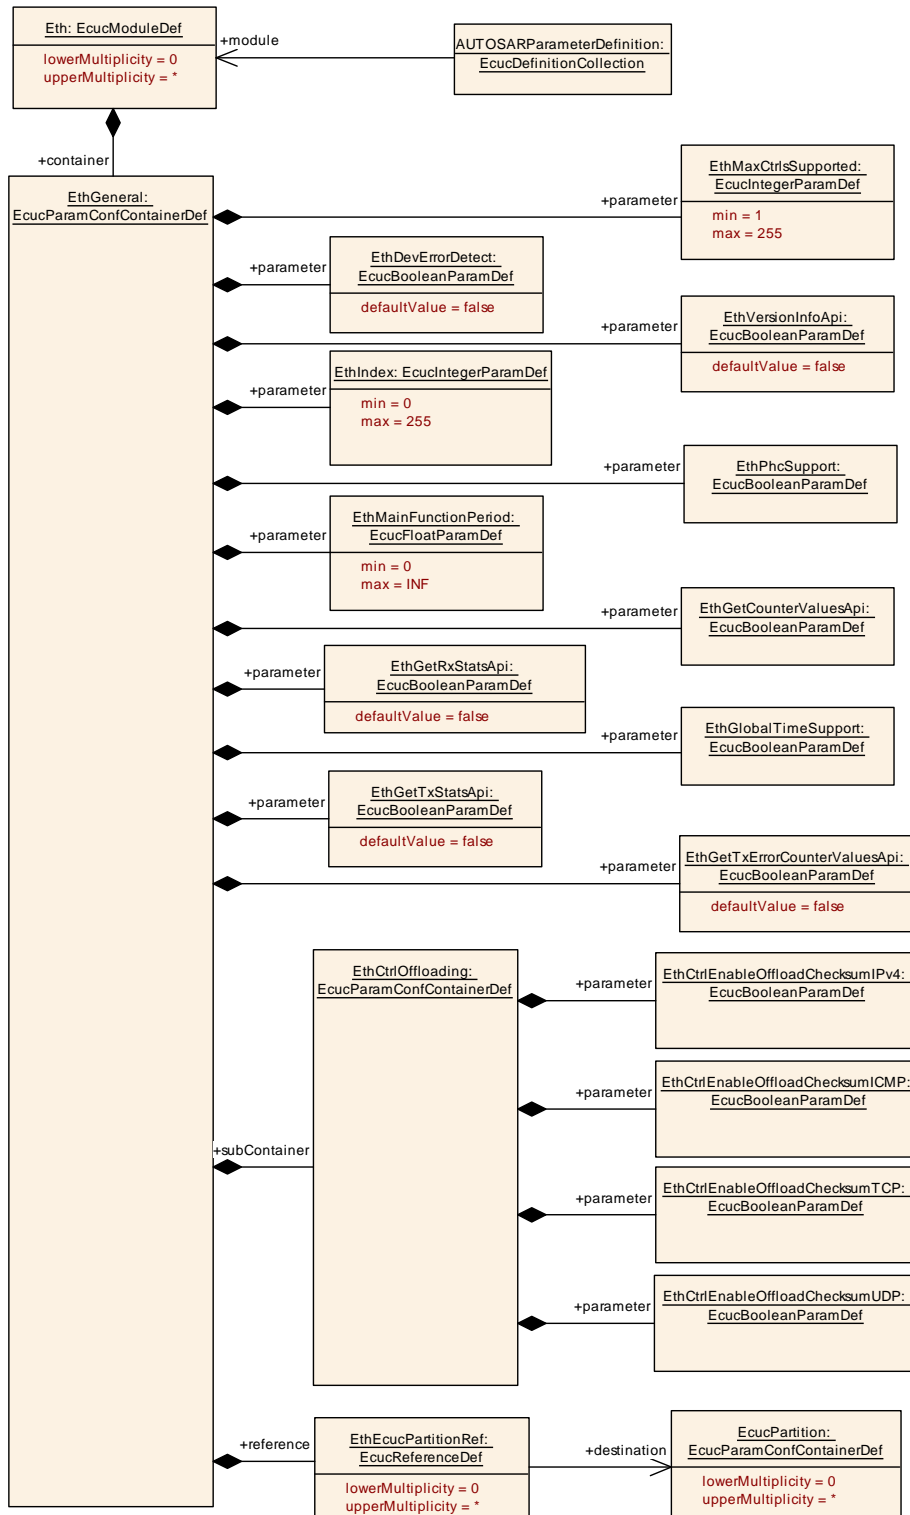 Eth: EcucModuleDef
lowerMultiplicity = 0
upperMultiplicity = *
+module
AUTOSARParameterDefinition:
EcucDefinitionCollection
+container
EthGeneral:
EcucParamConfContainerDef
+parameter
EthMaxCtrlsSupported:
EcucIntegerParamDef
min = 1
max = 255
+parameter
EthDevErrorDetect:
EcucBooleanParamDef
defaultValue = false
+parameter
EthVersionInfoApi:
EcucBooleanParamDef
defaultValue = false
+parameter
EthIndex: EcucIntegerParamDef
min = 0
max = 255
+parameter
EthPhcSupport:
EcucBooleanParamDef
+parameter
EthMainFunctionPeriod:
EcucFloatParamDef
min = 0
max = INF
+parameter
EthGetCounterValuesApi:
EcucBooleanParamDef
+parameter
EthGetRxStatsApi:
EcucBooleanParamDef
defaultValue = false
+parameter
EthGlobalTimeSupport:
EcucBooleanParamDef
+parameter
EthGetTxStatsApi:
EcucBooleanParamDef
defaultValue = false
+parameter
EthGetTxErrorCounterValuesApi:
EcucBooleanParamDef
defaultValue = false
+subContainer
EthCtrlOffloading:
EcucParamConfContainerDef
+parameter
EthCtrlEnableOffloadChecksumIPv4:
EcucBooleanParamDef
+parameter
EthCtrlEnableOffloadChecksumICMP:
EcucBooleanParamDef
+parameter
EthCtrlEnableOffloadChecksumTCP:
EcucBooleanParamDef
+parameter
EthCtrlEnableOffloadChecksumUDP:
EcucBooleanParamDef
+reference
EthEcucPartitionRef:
EcucReferenceDef
lowerMultiplicity = 0
upperMultiplicity = *
+destination
EcucPartition:
EcucParamConfContainerDef
lowerMultiplicity = 0
upperMultiplicity = *